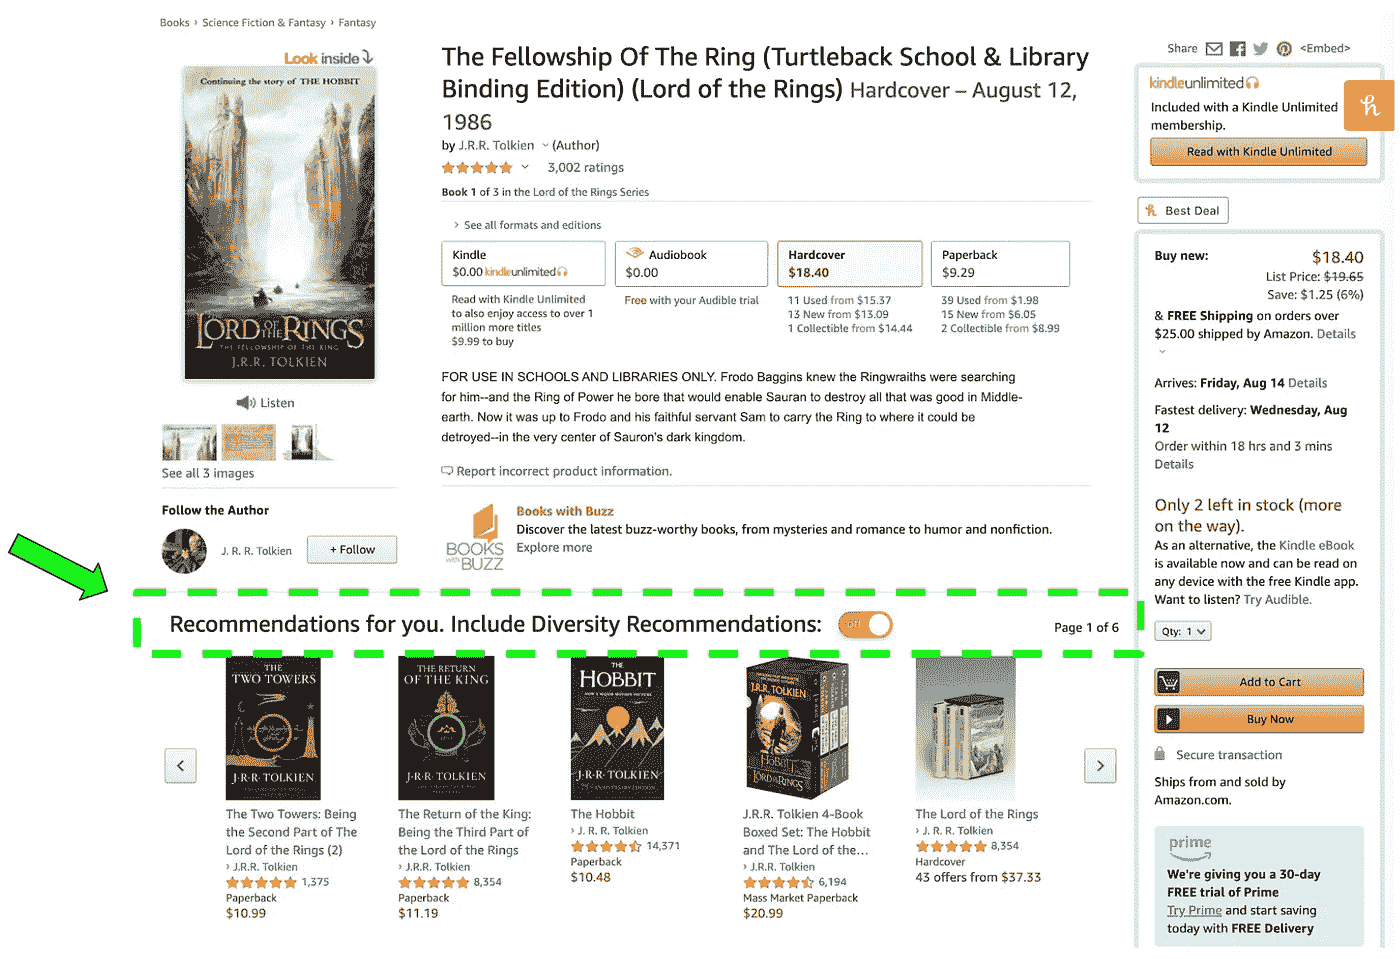 Books › Science Fiction & Fantasy › Fantasy
Look inside
Continuing the story of THE HOBBIT
THE LORD OF THE RINGS
THE FELLOWSHIP OF THE RING
J.R.R. TOLKIEN
Listen
See all 3 images
Follow the Author
J. R. R. Tolkien
+ Follow
The Fellowship Of The Ring (Turtleback School & Library
Binding Edition) (Lord of the Rings) Hardcover – August 12,
1986
by J.R.R. Tolkien (Author)
3,002 ratings
Book 1 of 3 in the Lord of the Rings Series
› See all formats and editions
Kindle
$0.00 kindleunlimited
Read with Kindle Unlimited
to also enjoy access to over 1
million more titles
$9.99 to buy
Audiobook
$0.00
Free with your Audible trial
Hardcover
$18.40
11 Used from $15.37
13 New from $13.09
1 Collectible from $14.44
Paperback
$9.29
39 Used from $1.98
15 New from $6.05
2 Collectible from $8.99
FOR USE IN SCHOOLS AND LIBRARIES ONLY. Frodo Baggins knew the Ringwraiths were searching
for him--and the Ring of Power he bore that would enable Sauran to destroy all that was good in Middle-
earth. Now it was up to Frodo and his faithful servant Sam to carry the Ring to where it could be
detroyed--in the very center of Sauron's dark kingdom.
Report incorrect product information.
BOOKS
with BUZZ
Books with Buzz
Discover the latest buzz-worthy books, from mysteries and romance to humor and nonfiction.
Explore more
Share <Embed>
kindleunlimited
Included with a Kindle Unlimited
membership.
Read with Kindle Unlimited
h
Best Deal
Buy new: $18.40
List Price: $19.65
Save: $1.25 (6%)
& FREE Shipping on orders over
$25.00 shipped by Amazon. Details
Arrives: Friday, Aug 14 Details
Fastest delivery: Wednesday, Aug
12
Order within 18 hrs and 3 mins
Details
Only 2 left in stock (more
on the way).
As an alternative, the Kindle eBook
is available now and can be read on
any device with the free Kindle app.
Want to listen? Try Audible.
Qty: 1
Add to Cart
Buy Now
Secure transaction
Ships from and sold by
Amazon.com.
prime
We're giving you a 30-day
FREE trial of Prime
Try Prime and start saving
today with FREE Delivery
Recommendations for you. Include Diversity Recommendations: off
Page 1 of 6
THE
TWO TOWERS
J·R·R·TOLKIEN
The Two Towers: Being
the Second Part of The
Lord of the Rings (2)
› J.R.R. Tolkien
1,375
Paperback
$10.99
THE RETURN
OF THE KING
J·R·R·TOLKIEN
The Return of the King:
Being the Third Part of
the Lord of the Rings
› J.R.R. Tolkien
8,354
Paperback
$11.19
THE
HOBBIT
J·R·R·TOLKIEN
The Hobbit
› J. R. R. Tolkien
14,371
Paperback
$10.48
J.R.R. TOLKIEN
THE
HOBBIT
LORD OF THE RINGS
J.R.R. Tolkien 4-Book
Boxed Set: The Hobbit
and The Lord of the...
› J.R.R. Tolkien
6,194
Mass Market Paperback
$20.99
The Lord of the Rings
› J. R. R. Tolkien
8,354
Hardcover
43 offers from $37.33